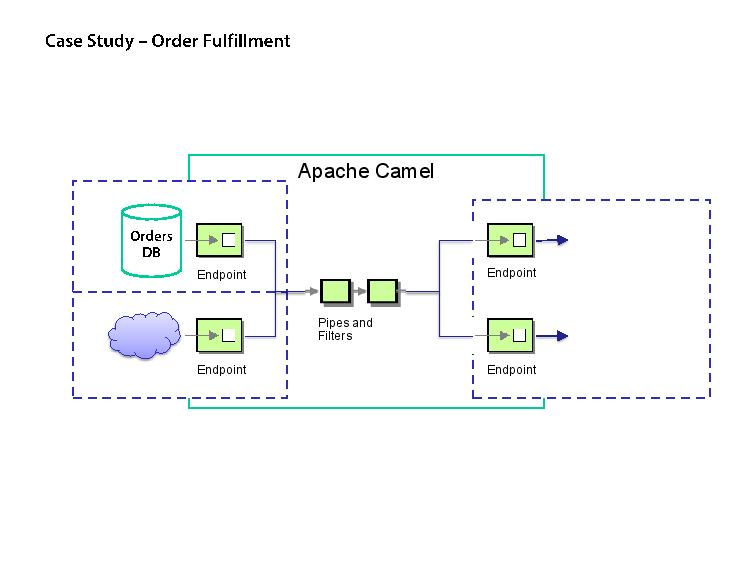 Case Study – Order Fulfillment
Apache Camel
Orders
DB
Endpoint
Endpoint
Pipes and
Filters
Endpoint
Endpoint